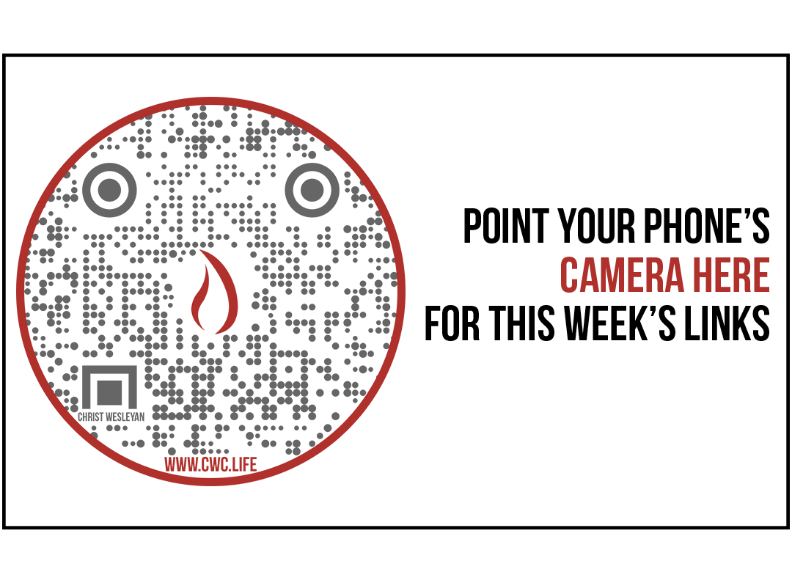 POINT YOUR PHONE'S
CAMERA HERE
FOR THIS WEEK'S LINKS
CHRIST WESLEYAN
WWW.CWC.LIFE